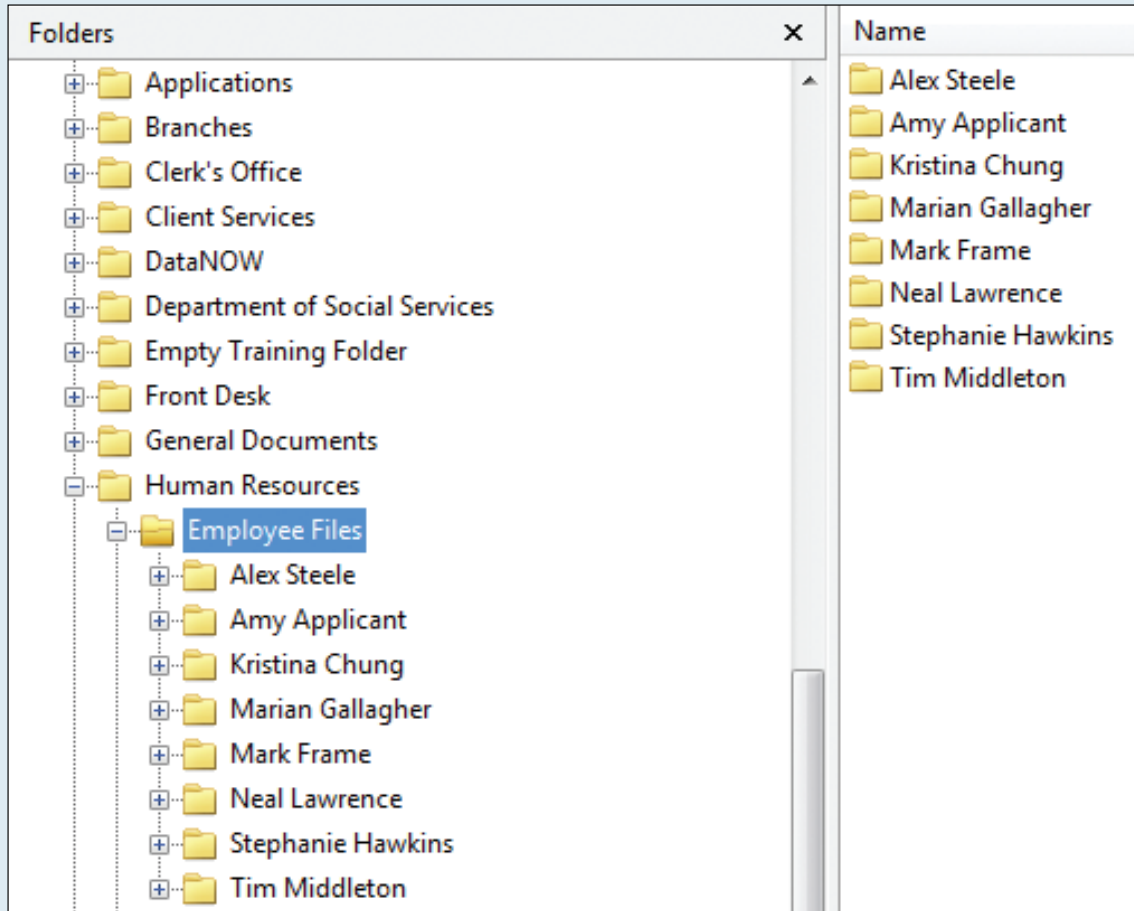 Folders
Applications
Branches
Clerk's Office
Client Services
DataNOW
Department of Social Services
Empty Training Folder
Front Desk
General Documents
Human Resources
Employee Files
Alex Steele
Amy Applicant
Kristina Chung
Marian Gallagher
Mark Frame
Neal Lawrence
Stephanie Hawkins
Tim Middleton
Name
Alex Steele
Amy Applicant
Kristina Chung
Marian Gallagher
Mark Frame
Neal Lawrence
Stephanie Hawkins
Tim Middleton